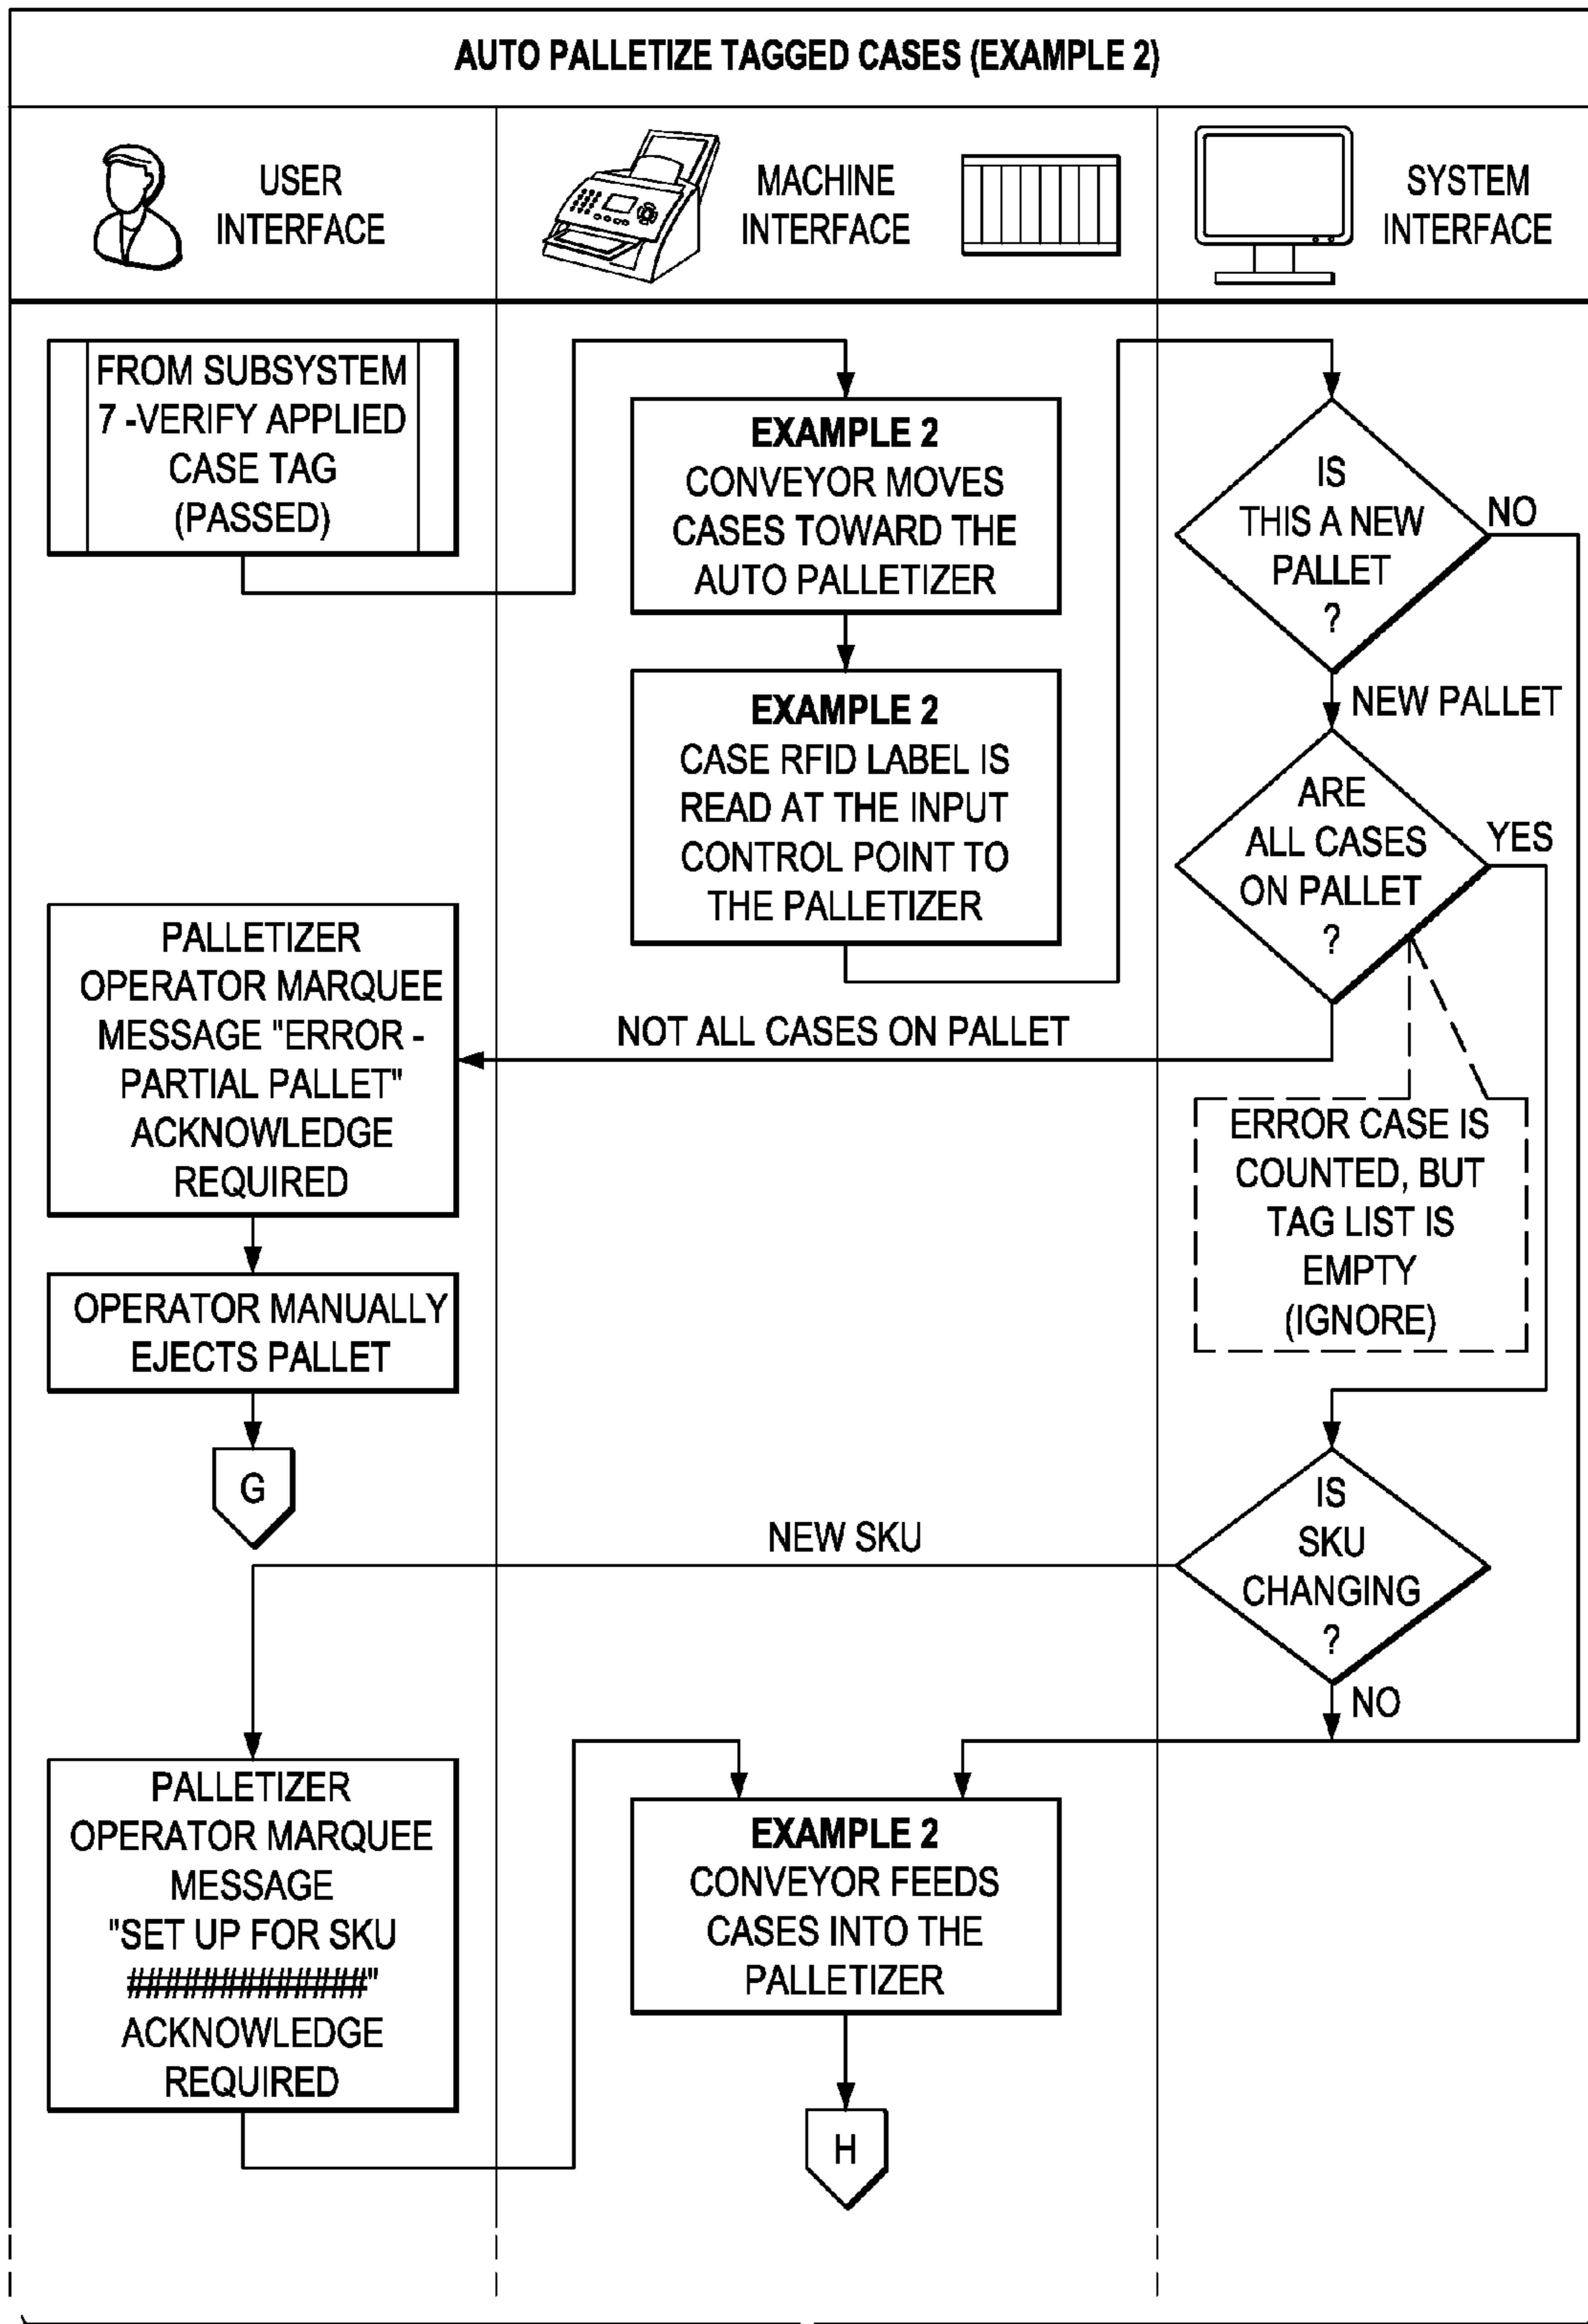 AUTO PALLETIZE TAGGED CASES (EXAMPLE 2)
USER
INTERFACE
MACHINE
INTERFACE
SYSTEM
INTERFACE
FROM SUBSYSTEM
7 -VERIFY APPLIED
CASE TAG
(PASSED)
EXAMPLE 2
CONVEYOR MOVES
CASES TOWARD THE
AUTO PALLETIZER
IS
THIS A NEW
PALLET
?
NO
NEW PALLET
EXAMPLE 2
CASE RFID LABEL IS
READ AT THE INPUT
CONTROL POINT TO
THE PALLETIZER
ARE
ALL CASES
ON PALLET
?
YES
NOT ALL CASES ON PALLET
PALLETIZER
OPERATOR MARQUEE
MESSAGE "ERROR -
PARTIAL PALLET"
ACKNOWLEDGE
REQUIRED
ERROR CASE IS
COUNTED, BUT
TAG LIST IS
EMPTY
(IGNORE)
OPERATOR MANUALLY
EJECTS PALLET
G
IS
SKU
CHANGING
?
NEW SKU
NO
PALLETIZER
OPERATOR MARQUEE
MESSAGE
"SET UP FOR SKU
##############"
ACKNOWLEDGE
REQUIRED
EXAMPLE 2
CONVEYOR FEEDS
CASES INTO THE
PALLETIZER
H